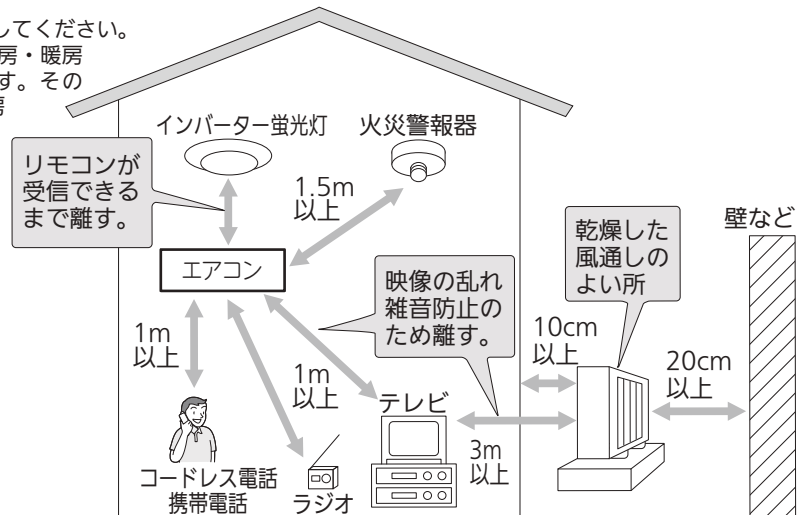 してください。
房・暖房
す。その
房
インバーター蛍光灯
火災警報器
リモコンが
受信できる
まで離す。
1.5m
以上
エアコン
映像の乱れ
雑音防止の
ため離す。
乾燥した
風通しの
よい所
壁など
1m
以上
1m
以上
10cm
以上
20cm
以上
テレビ
3m
以上
コードレス電話
携帯電話
ラジオ